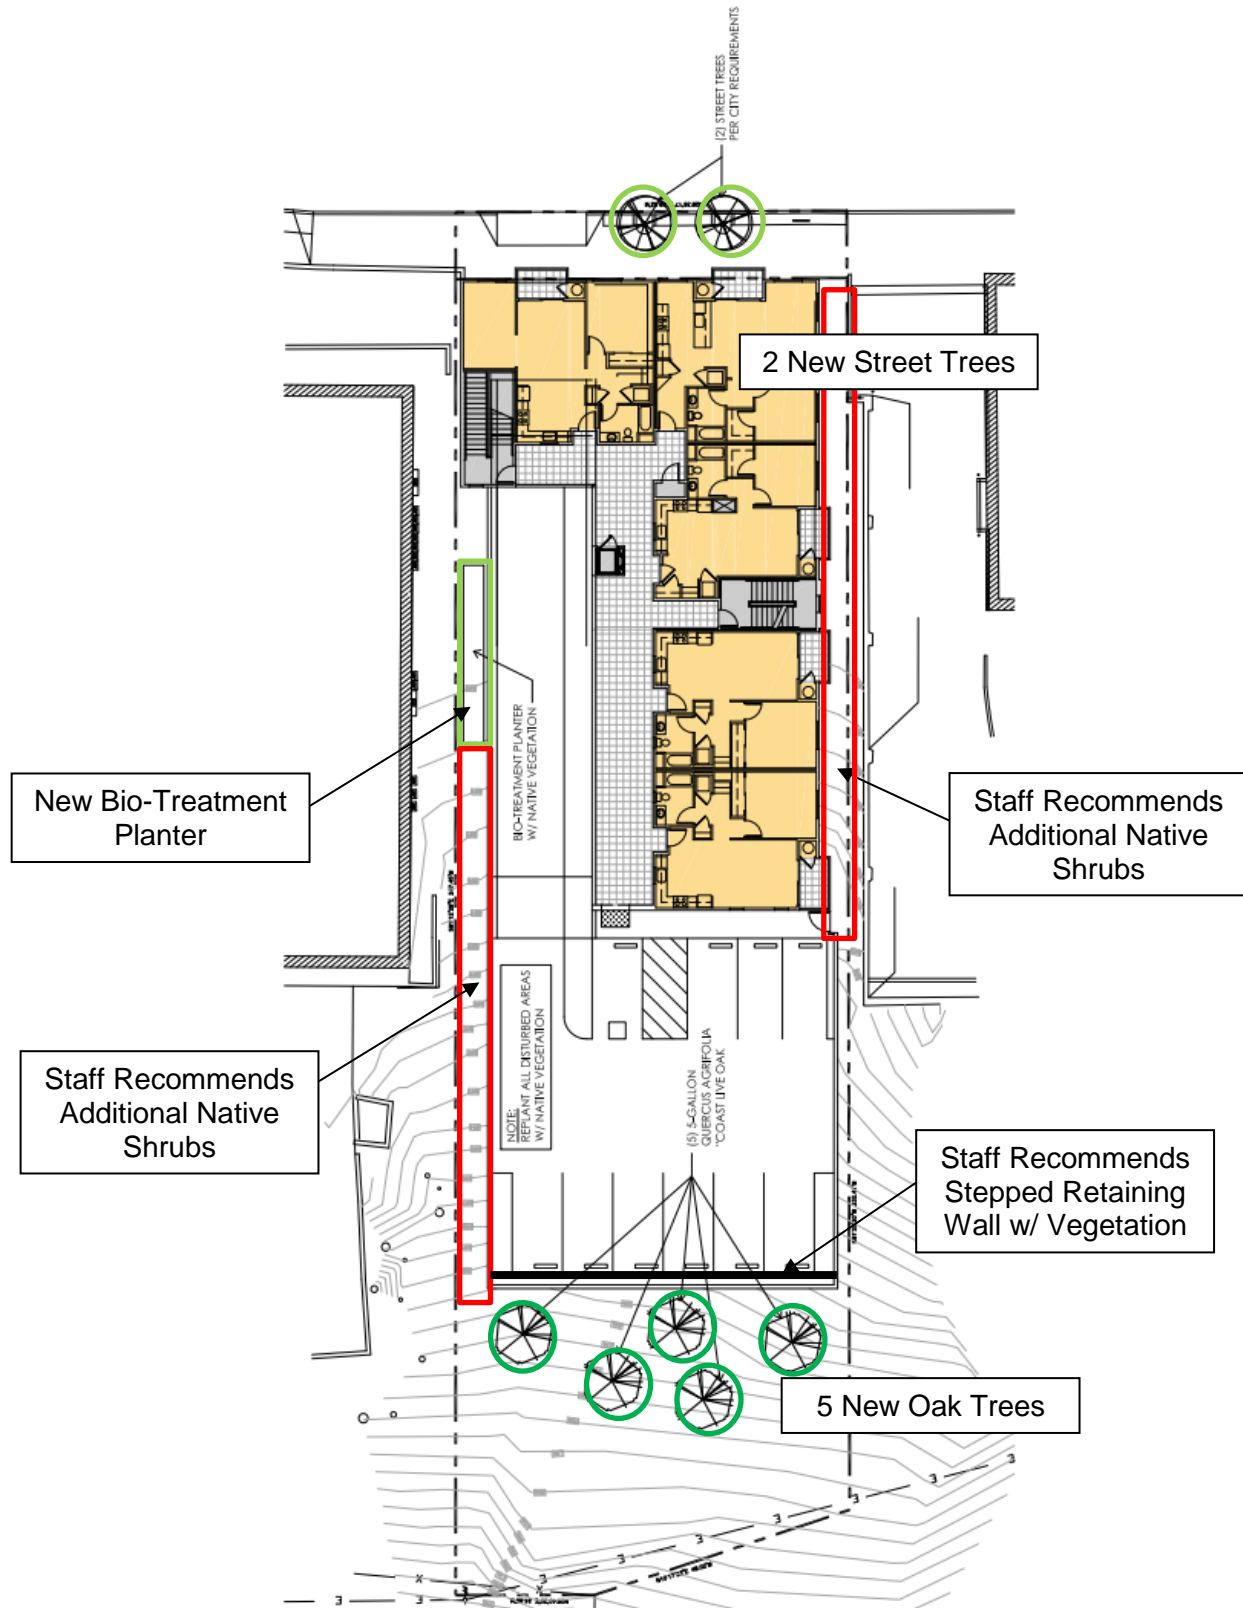 (2) STREET TREES
PER CITY REQUIREMENTS
2 New Street Trees
BIO-TREATMENT PLANTER
W/ NATIVE VEGETATION
New Bio-Treatment
Planter
Staff Recommends
Additional Native
Shrubs
NOTE:
REPLANT ALL DISTURBED AREAS
W/ NATIVE VEGETATION
(5) 5-GALLON
QUERCUS AGRIFOLIA
"COAST LIVE OAK
Staff Recommends
Additional Native
Shrubs
Staff Recommends
Stepped Retaining
Wall w/ Vegetation
5 New Oak Trees